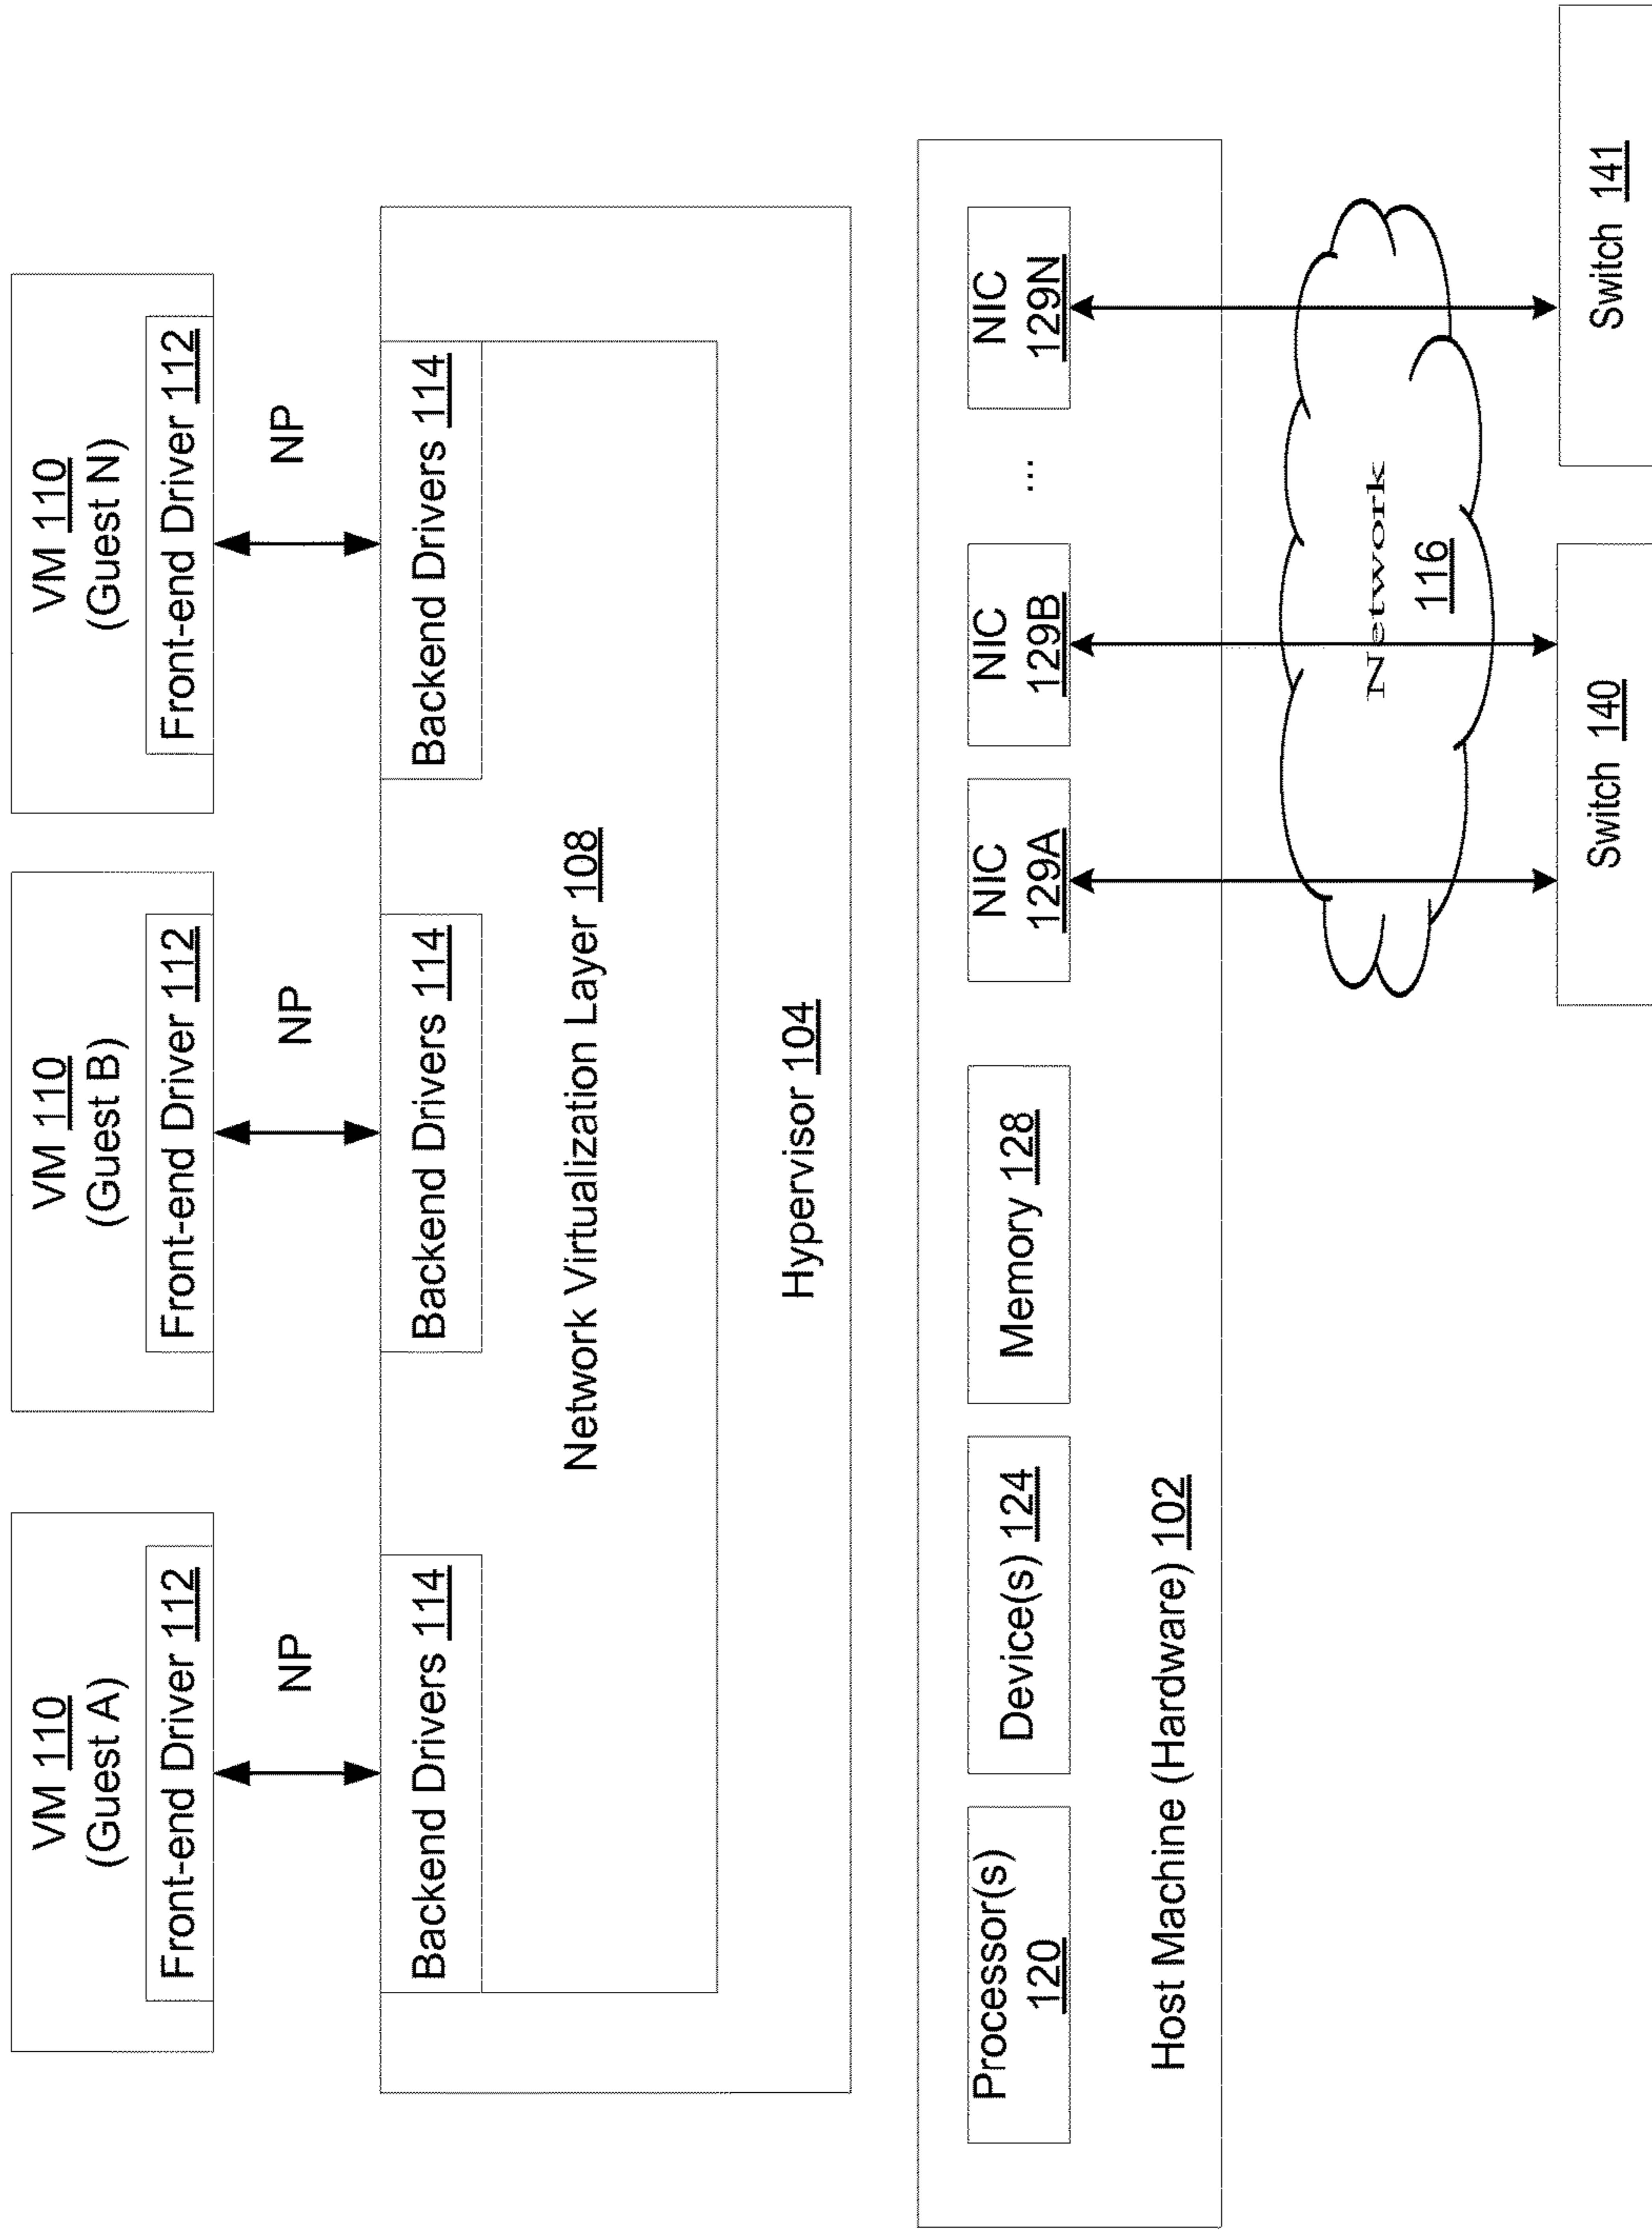 VM 110
(Guest A)
Front-end Driver 112
VM 110
(Guest B)
Front-end Driver 112
VM 110
(Guest N)
Front-end Driver 112
NP
NP
NP
Backend Drivers 114
Backend Drivers 114
Backend Drivers 114
Network Virtualization Layer 108
Hypervisor 104
Processor(s)
120
Device(s) 124
Memory 128
NIC
129A
NIC
129B
...
NIC
129N
Host Machine (Hardware) 102
Network
116
Switch 140
Switch 141